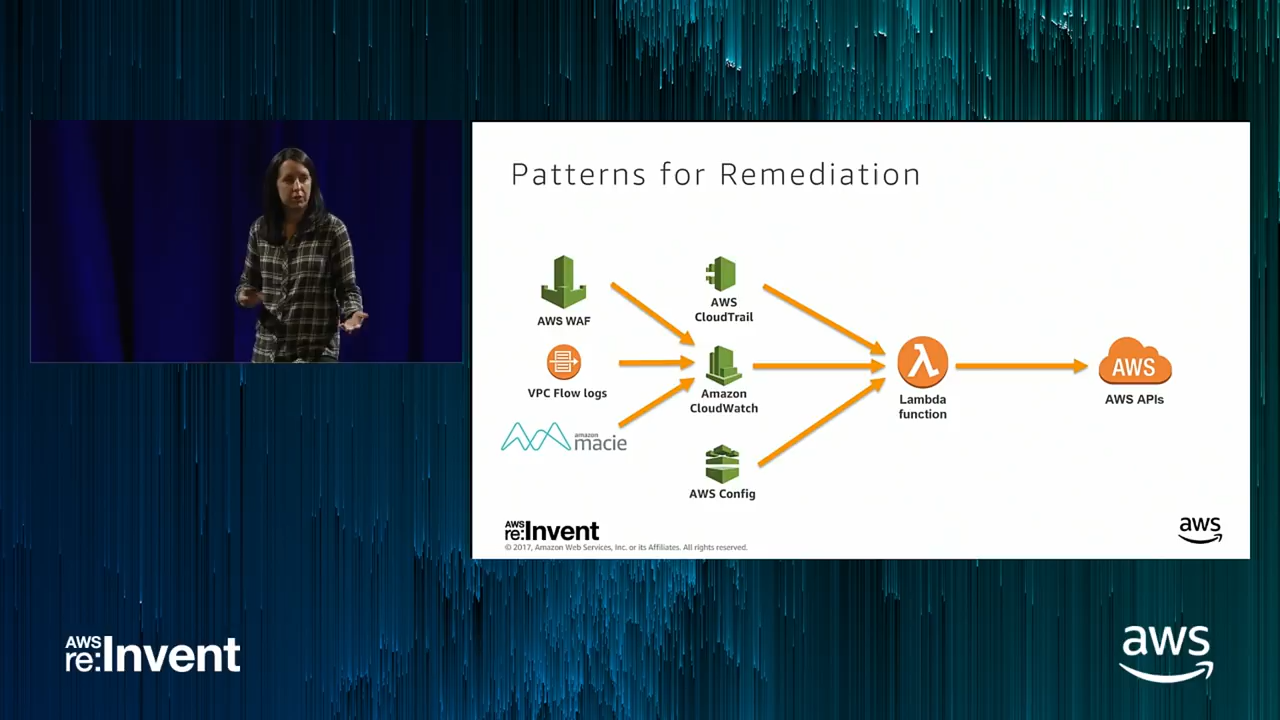 Patterns for Remediation
AWS WAF
AWS
CloudTrail
VPC Flow logs
Amazon
CloudWatch
λ
Lambda
function
AWS
AWS APIs
amazon
macie
AWS Config
AWS
re:Invent
© 2017, Amazon Web Services, Inc. or its Affiliates. All rights reserved.
aws
AWS
re:Invent
aws